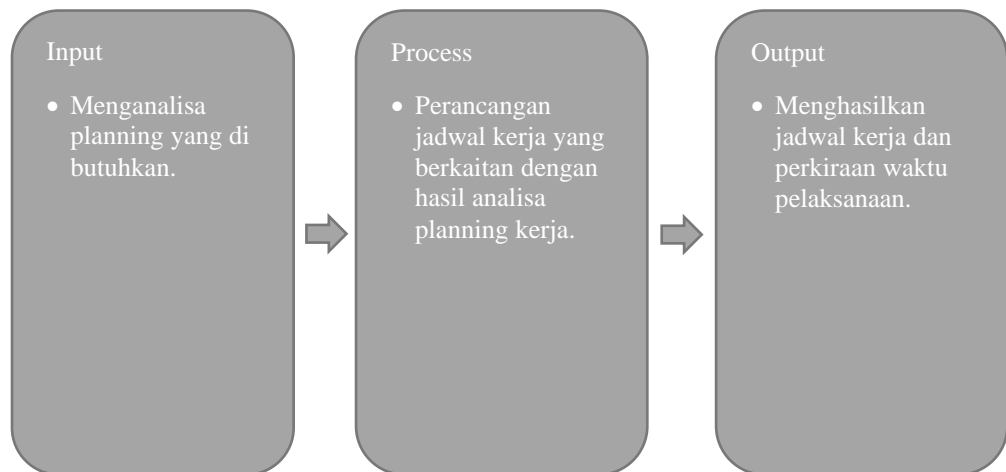 Input
• Menganalisa
planning yang di
butuhkan.
Process
• Perancangan
jadwal kerja yang
berkaitan dengan
hasil analisa
planning kerja.
Output
• Menghasilkan
jadwal kerja dan
perkiraan waktu
pelaksanaan.